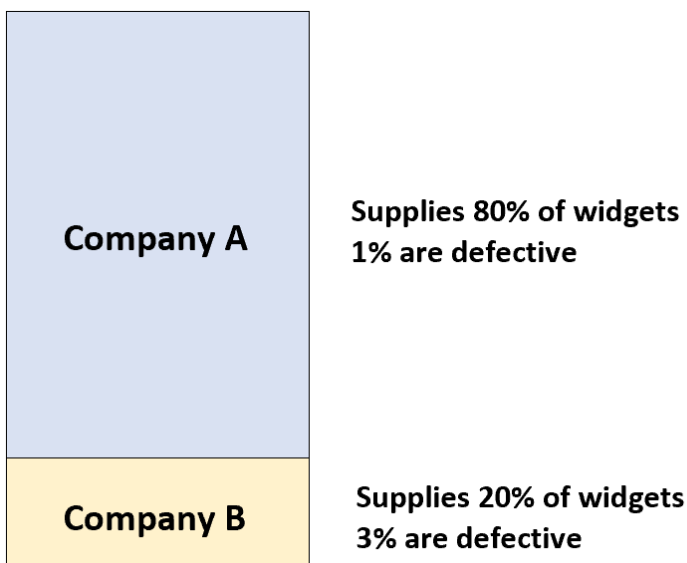 Company A
Supplies 80% of widgets
1% are defective
Company B
Supplies 20% of widgets
3% are defective